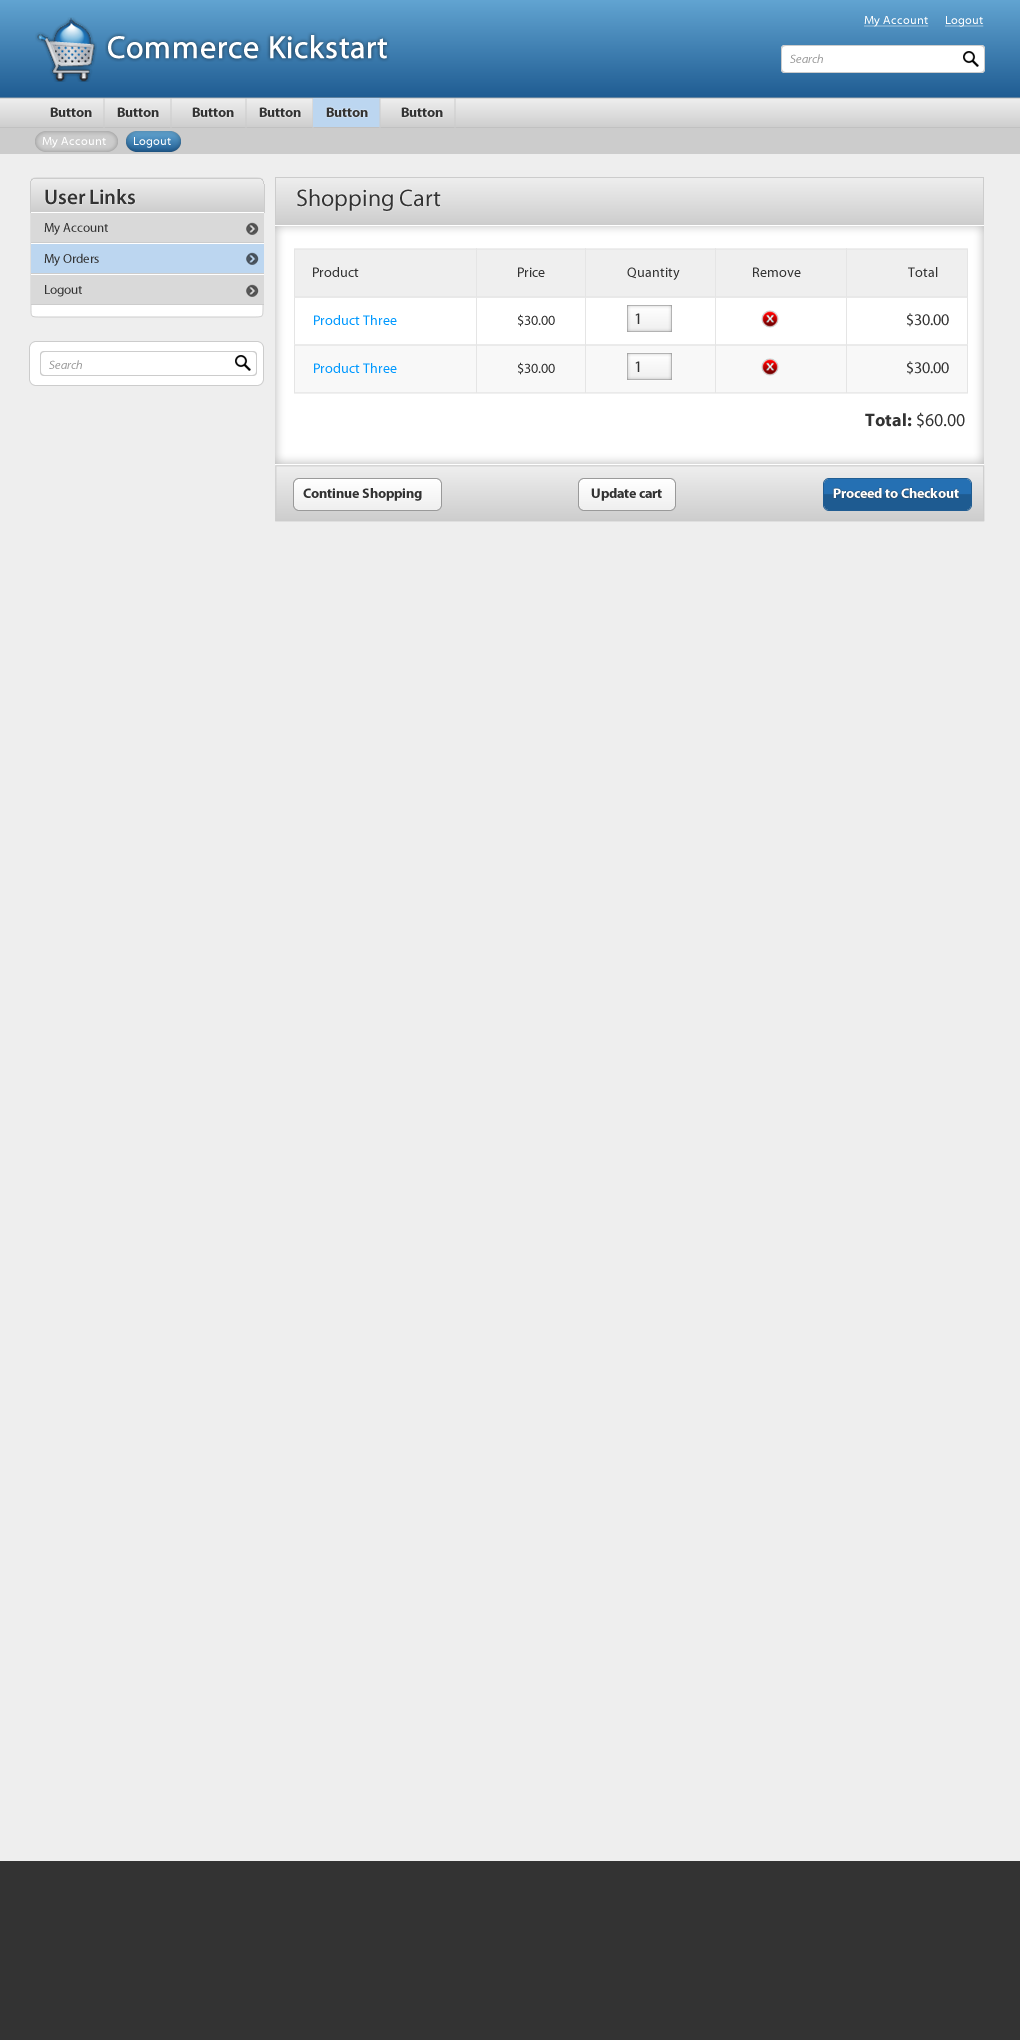 My Account Logout
Commerce Kickstart
Search
Button Button Button Button Button Button
My Account Logout
User Links
My Account
My Orders
Logout
Search
Shopping Cart
Product Price Quantity Remove Total
Product Three $30.00 1 $30.00
Product Three $30.00 1 $30.00
Total: $60.00
Continue Shopping Update cart Proceed to Checkout